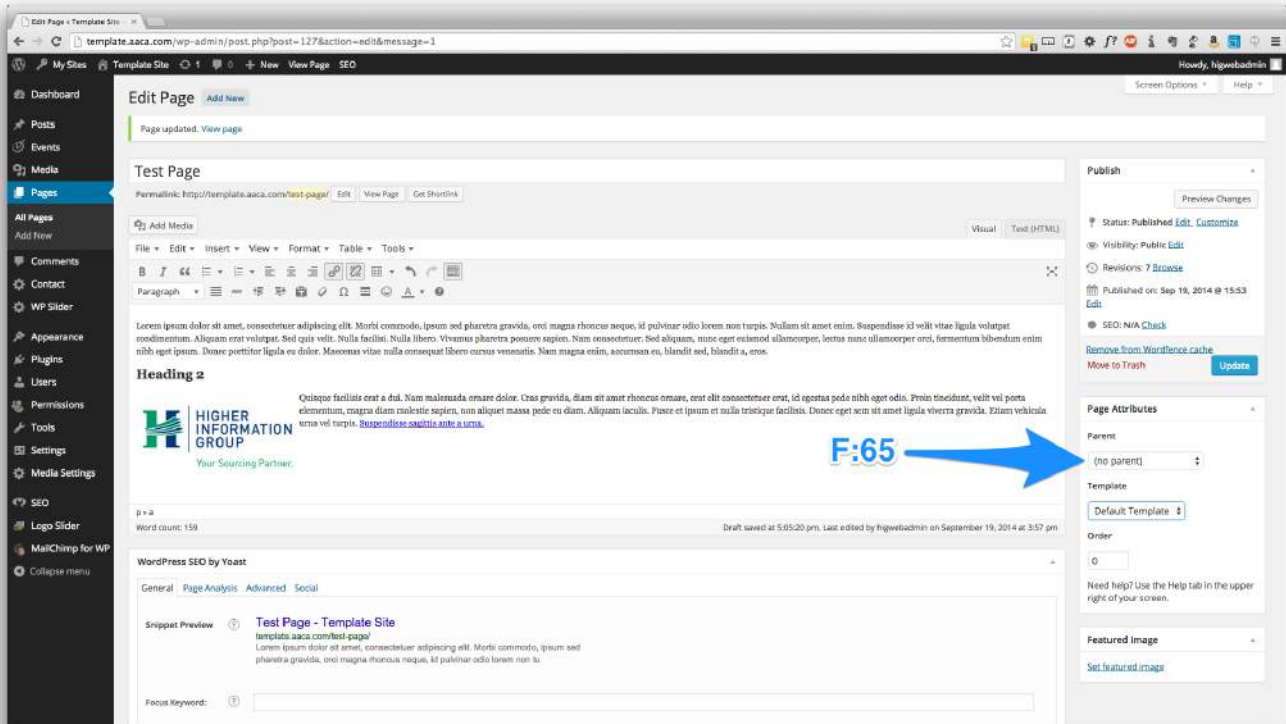 Edit Page ‹ Template Site -
template.aaca.com/wp-admin/post.php?post=127&action=edit&message=1
My Sites Template Site 1 0 + New View Page SEO Howdy, higwebadmin
Screen Options Help
Dashboard
Posts
Events
Media
Pages
All Pages
Add New
Comments
Contact
WP Slider
Appearance
Plugins
Users
Permissions
Tools
Settings
Media Settings
SEO
Logo Slider
MailChimp for WP
Collapse menu
Edit Page Add New
Page updated. View page
Test Page
Permalink: http://template.aaca.com/test-page/ Edit View Page Get Shortlink
Add Media Visual Text (HTML)
File Edit Insert View Format Table Tools
Paragraph
Lorem ipsum dolor sit amet, consectetuer adipiscing elit. Morbi commodo, ipsum sed pharetra gravida, orci magna rhoncus neque, id pulvinar odio lorem non turpis. Nullam sit amet enim. Suspendisse id velit vitae ligula volutpat
condimentum. Aliquam erat volutpat. Sed quis velit. Nulla facilisi. Nulla libero. Vivamus pharetra posuere sapien. Nam consectetuer. Sed aliquam, nunc eget euismod ullamcorper, lectus nunc ullamcorper orci, fermentum bibendum enim
nibh eget ipsum. Donec porttitor ligula eu dolor. Maecenas vitae nulla consequat libero cursus venenatis. Nam magna enim, accumsan eu, blandit sed, blandit a, eros.
Heading 2
Quisque facilisis erat a dui. Nam malesuada ornare dolor. Cras gravida, diam sit amet rhoncus ornare, erat elit consectetuer erat, id egestas pede nibh eget odio. Proin tincidunt, velit vel porta
elementum, magna diam molestie sapien, non aliquet massa pede eu diam. Aliquam iaculis. Fusce et ipsum et nulla tristique facilisis. Donec eget sem sit amet ligula viverra gravida. Etiam vehicula
urna vel turpis. Suspendisse sagittis ante a urna.
HIGHER
INFORMATION
GROUP
Your Sourcing Partner.
F:65
p » a
Word count: 159 Draft saved at 5:05:20 pm. Last edited by higwebadmin on September 19, 2014 at 3:57 pm
WordPress SEO by Yoast
General Page Analysis Advanced Social
Snippet Preview Test Page - Template Site
template.aaca.com/test-page/
Lorem ipsum dolor sit amet, consectetuer adipiscing elit. Morbi commodo, ipsum sed
pharetra gravida, orci magna rhoncus neque, id pulvinar odio lorem non tu
Focus Keyword:
Publish
Preview Changes
Status: Published Edit Customize
Visibility: Public Edit
Revisions: 7 Browse
Published on: Sep 19, 2014 @ 15:53
Edit
SEO: N/A Check
Remove from Wordfence cache
Move to Trash Update
Page Attributes
Parent
(no parent)
Template
Default Template
Order
0
Need help? Use the Help tab in the upper
right of your screen.
Featured Image
Set featured image